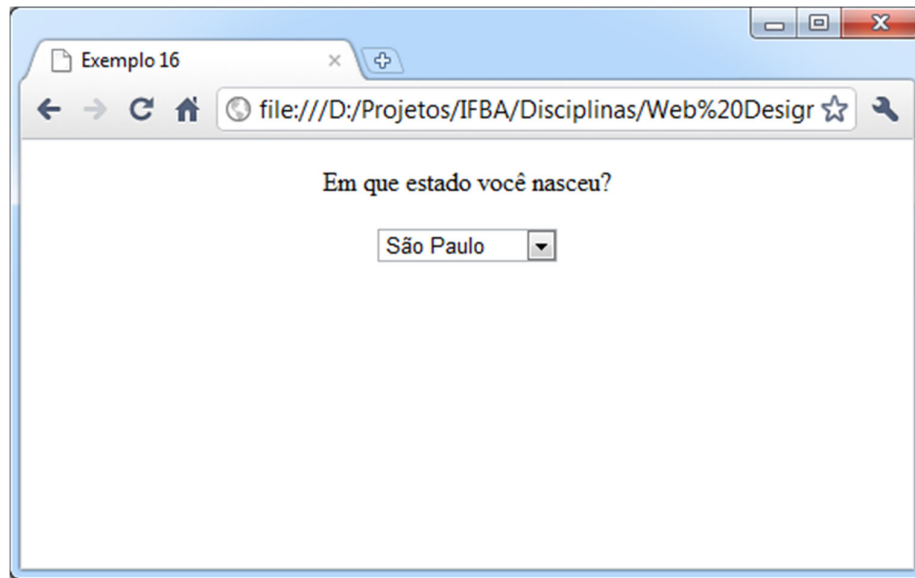 Exemplo 16
file:///D:/Projetos/IFBA/Disciplinas/Web%20Desigr
Em que estado você nasceu?
São Paulo